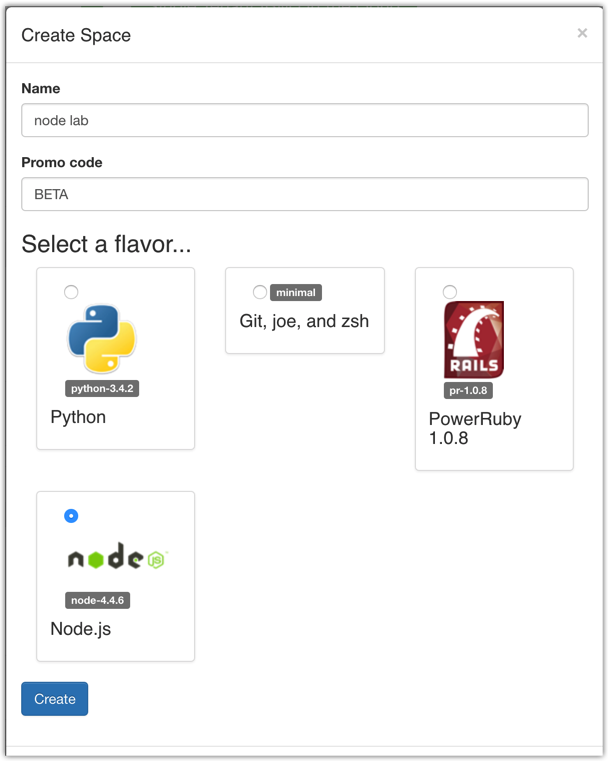 Create Space
×
Name
node lab
Promo code
BETA
Select a flavor...
python-3.4.2
Python
minimal
Git, joe, and zsh
RAILS
pr-1.0.8
PowerRuby
1.0.8
node JS
node-4.4.6
Node.js
Create